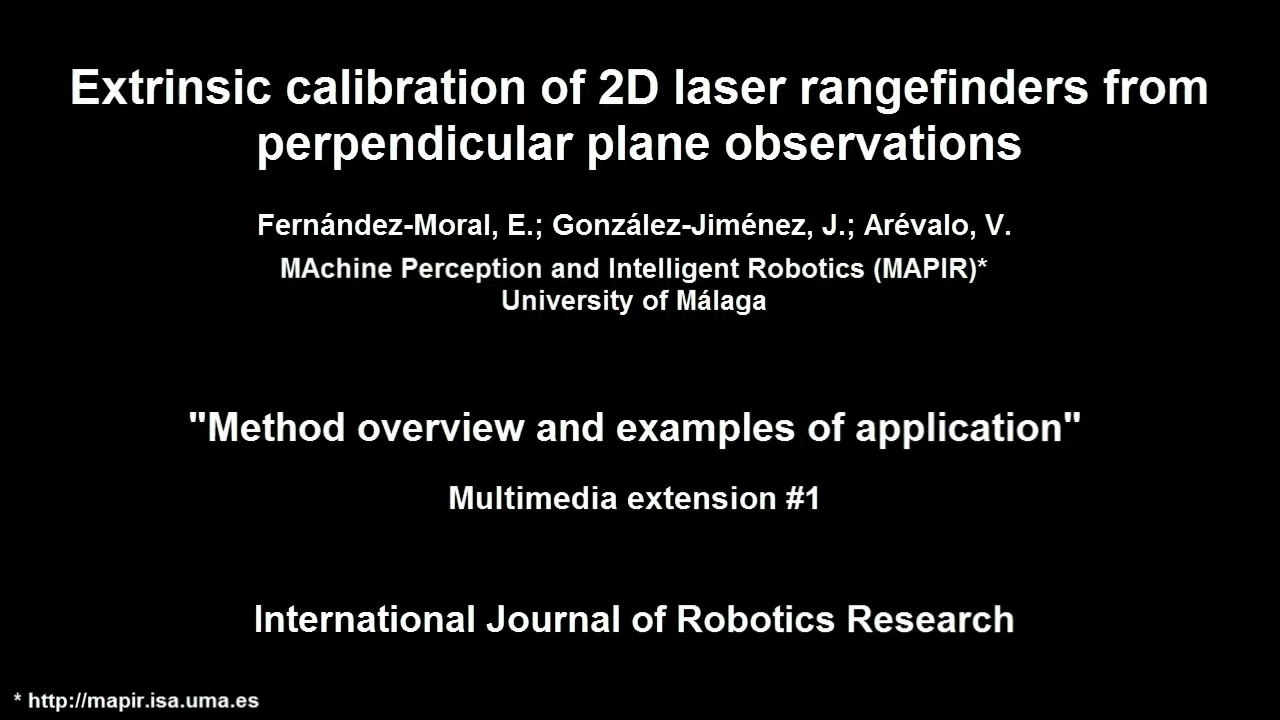 Extrinsic calibration of 2D laser rangefinders from
perpendicular plane observations
Fernández-Moral, E.; González-Jiménez, J.; Arévalo, V.
MAchine Perception and Intelligent Robotics (MAPIR)*
University of Málaga
"Method overview and examples of application"
Multimedia extension #1
International Journal of Robotics Research
* http://mapir.isa.uma.es